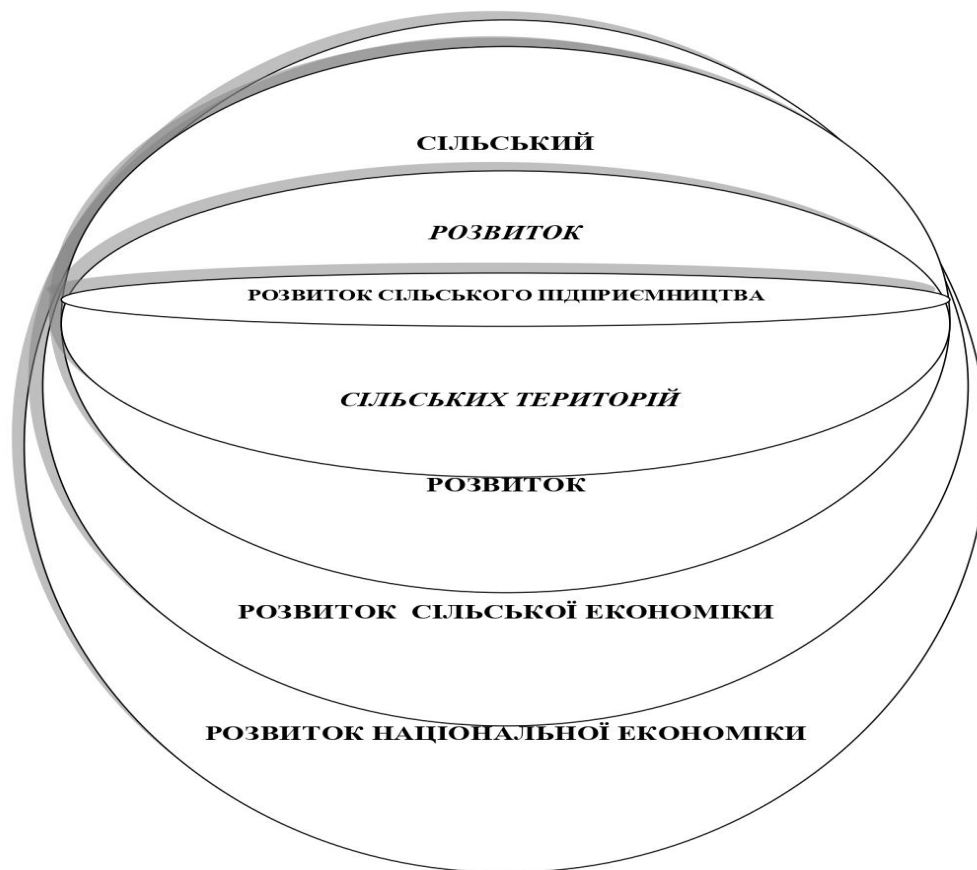 СІЛЬСЬКИЙ
РОЗВИТОК
РОЗВИТОК СІЛЬСЬКОГО ПІДПРИЄМНИЦТВА
СІЛЬСЬКИХ ТЕРИТОРІЙ
РОЗВИТОК
РОЗВИТОК СІЛЬСЬКОЇ ЕКОНОМІКИ
РОЗВИТОК НАЦІОНАЛЬНОЇ ЕКОНОМІКИ